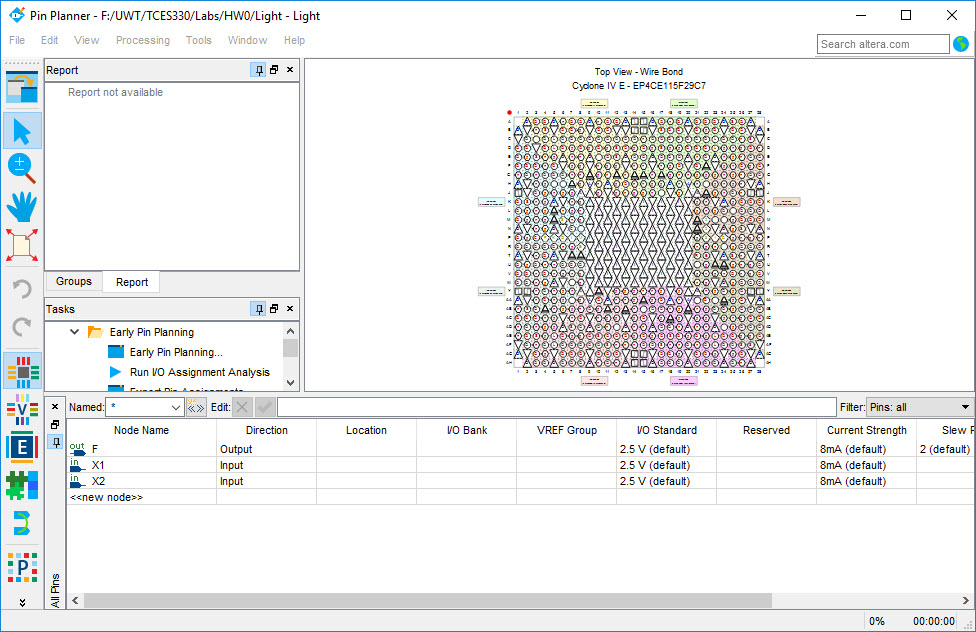 Pin Planner - F:/UWT/TCES330/Labs/HW0/Light - Light
File Edit View Processing Tools Window Help
Search altera.com
Report
Report not available
Groups Report
Tasks
Early Pin Planning
Early Pin Planning...
Run I/O Assignment Analysis
Export Pin Assignments
Top View - Wire Bond
Cyclone IV E - EP4CE115F29C7
Named: * Edit: Filter: Pins: all
Node Name Direction Location I/O Bank VREF Group I/O Standard Reserved Current Strength Slew
out F Output 2.5 V (default) 8mA (default) 2 (default)
in X1 Input 2.5 V (default) 8mA (default)
in X2 Input 2.5 V (default) 8mA (default)
<<new node>>
All Pins
0% 00:00:00